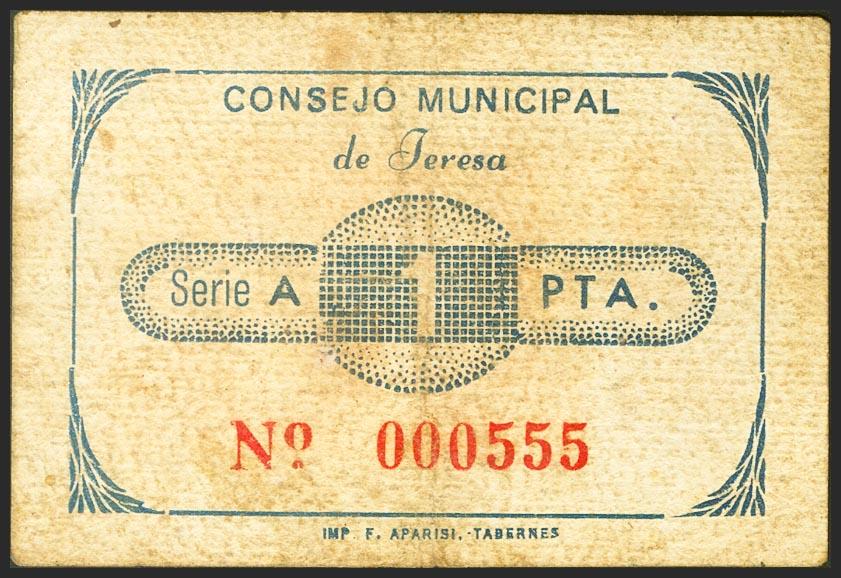 CONSEJO MUNICIPAL
de Teresa
Serie A 1 PTA.
Nº 000555
IMP. F. APARISI,-TABERNES